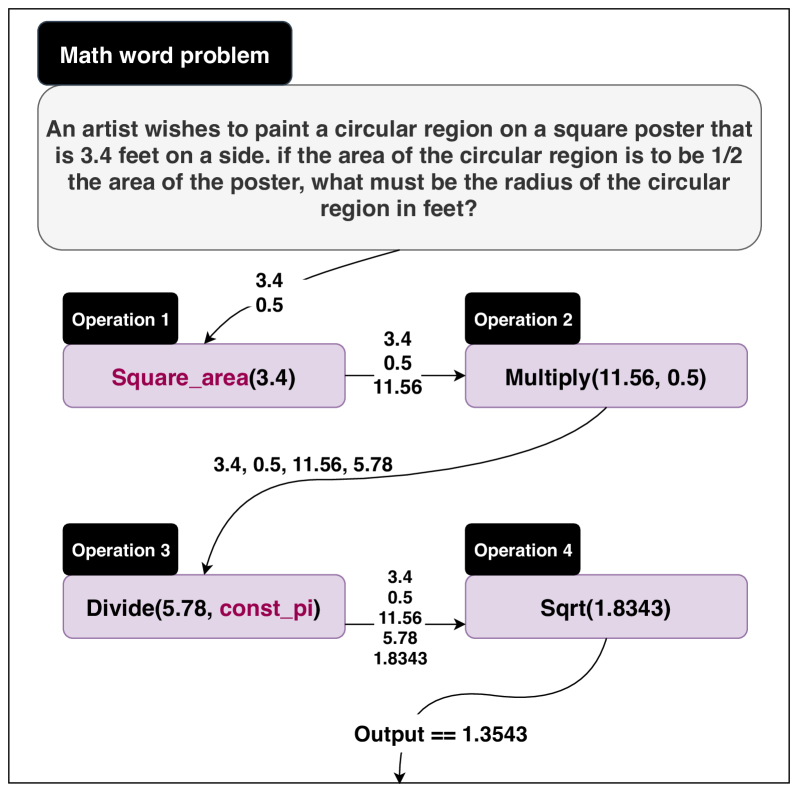 Math word problem
An artist wishes to paint a circular region on a square poster that
is 3.4 feet on a side. if the area of the circular region is to be 1/2
the area of the poster, what must be the radius of the circular
region in feet?
3.4
0.5
Operation 1
Square_area(3.4)
3.4
0.5
11.56
Operation 2
Multiply(11.56, 0.5)
3.4, 0.5, 11.56, 5.78
Operation 3
Divide(5.78, const_pi)
3.4
0.5
11.56
5.78
1.8343
Operation 4
Sqrt(1.8343)
Output == 1.3543